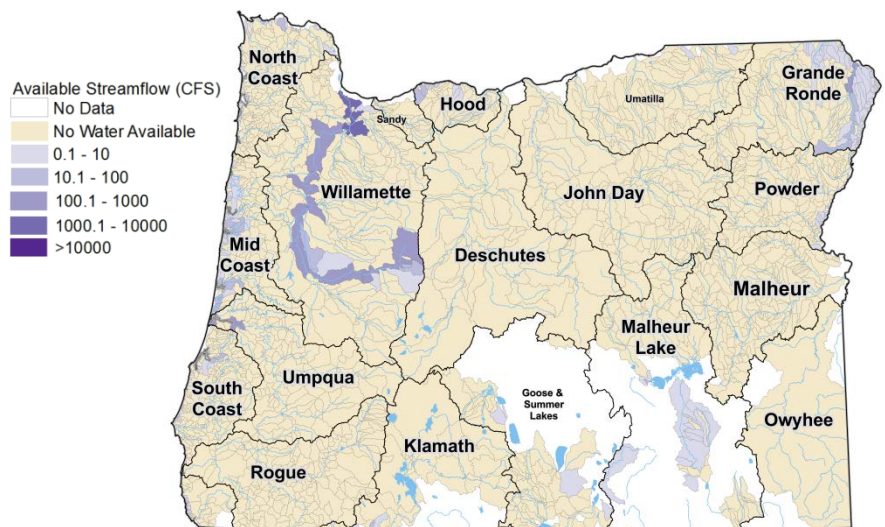 Available Streamflow (CFS)
No Data
No Water Available
0.1 - 10
10.1 - 100
100.1 - 1000
1000.1 - 10000
>10000
North
Coast
Hood
Sandy
Umatilla
Grande
Ronde
Willamette
John Day
Powder
Mid
Coast
Deschutes
Malheur
Malheur
Lake
South
Coast
Umpqua
Goose &
Summer
Lakes
Owyhee
Klamath
Rogue